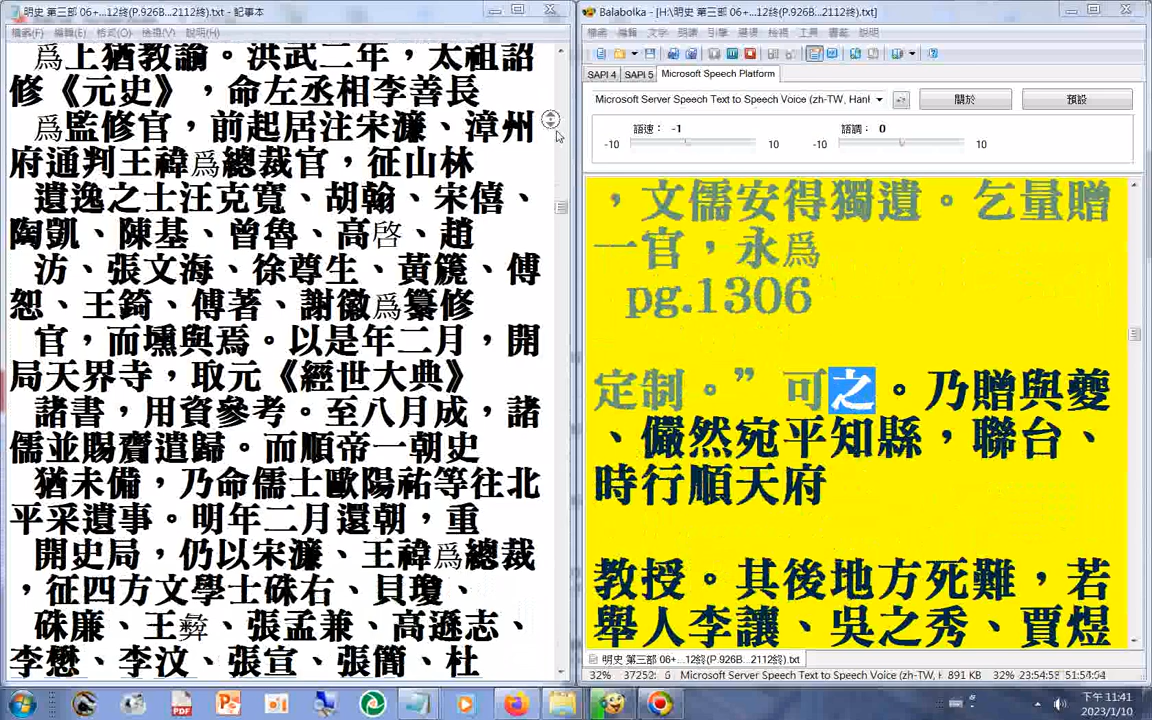 明史 第三部 06+...12终(P.926B...2112终).txt - 記事本
檔案(F) 編輯(E) 格式(O) 檢視(V) 說明(H)
爲上猶教諭。洪武二年，太祖詔
修《元史》，命左丞相李善長
爲監修官，前起居注宋濂、漳州
府通判王禕爲總裁官，征山林
遺逸之士汪克寬、胡翰、宋僖、
陶凱、陳基、曾魯、高啓、趙
汸、張文海、徐尊生、黃篪、傅
恕、王錡、傅著、謝徽爲纂修
官，而壎與焉。以是年二月，開
局天界寺，取元《經世大典》
諸書，用資參考。至八月成，諸
儒並賜齎遣歸。而順帝一朝史
猶未備，乃命儒士歐陽祐等往北
平采遺事。明年二月還朝，重
開史局，仍以宋濂、王禕爲總裁
，征四方文學士硃右、貝瓊、
硃廉、王彝、張孟兼、高遜志、
李懋、李汶、張宣、張簡、杜
Balabolka - [H:\明史 第三部 06+...12终(P.926B...2112终).txt]
檔案 編輯 文字 朗讀 引擎 選項 檢視 工具 書籤 說明
SAPI 4 SAPI 5 Microsoft Speech Platform
Microsoft Server Speech Text to Speech Voice (zh-TW, Hanl 關於 預設
語速： -1 語調： 0
-10 10 -10 10
，文儒安得獨遺。乞量贈
一官，永爲
pg.1306
定制。”可之。乃贈與夔
、儼然宛平知縣，聯台、
時行順天府
教授。其後地方死難，若
舉人李讓、吳之秀、賈煜
明史 第三部 06+...12终(P.926B...2112终).txt
32% 37252 Microsoft Server Speech Text to Speech Voice (zh-TW, H 891 KB 32% 23:54:53 51:54:54
下午 11:41
2023/1/10